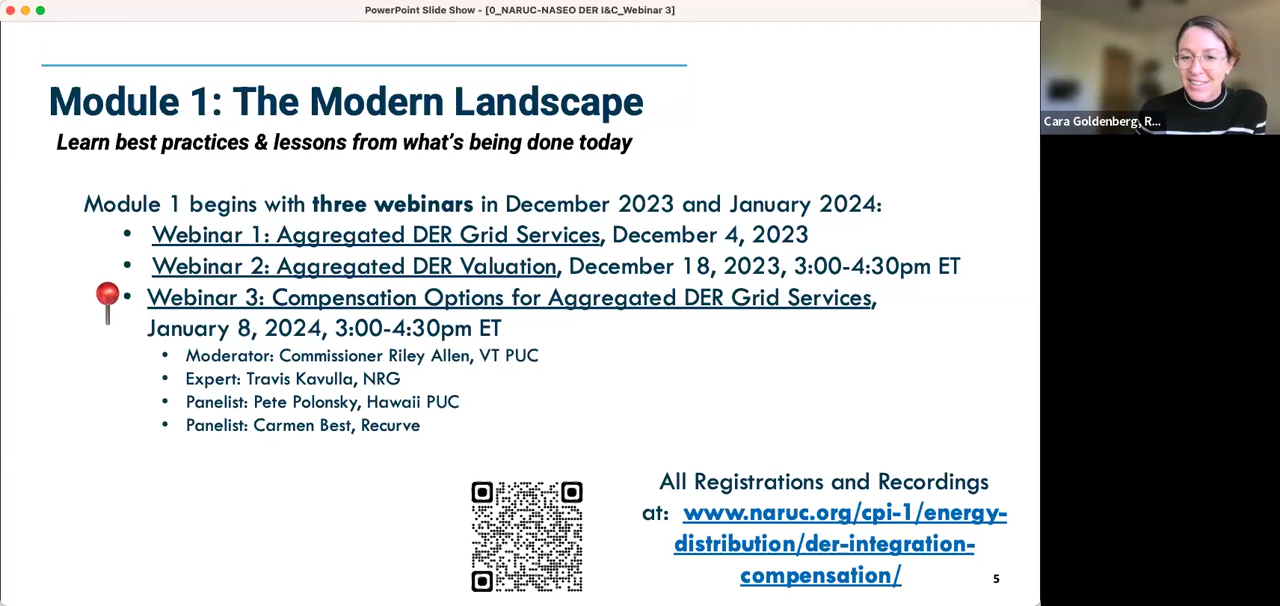 PowerPoint Slide Show - [0_NARUC-NASEO DER I&C_Webinar 3]
Module 1: The Modern Landscape
Learn best practices & lessons from what's being done today
Module 1 begins with three webinars in December 2023 and January 2024:
• Webinar 1: Aggregated DER Grid Services, December 4, 2023
• Webinar 2: Aggregated DER Valuation, December 18, 2023, 3:00-4:30pm ET
• Webinar 3: Compensation Options for Aggregated DER Grid Services,
January 8, 2024, 3:00-4:30pm ET
• Moderator: Commissioner Riley Allen, VT PUC
• Expert: Travis Kavulla, NRG
• Panelist: Pete Polonsky, Hawaii PUC
• Panelist: Carmen Best, Recurve
All Registrations and Recordings
at: www.naruc.org/cpi-1/energy-
distribution/der-integration-
compensation/
5
Cara Goldenberg, R...